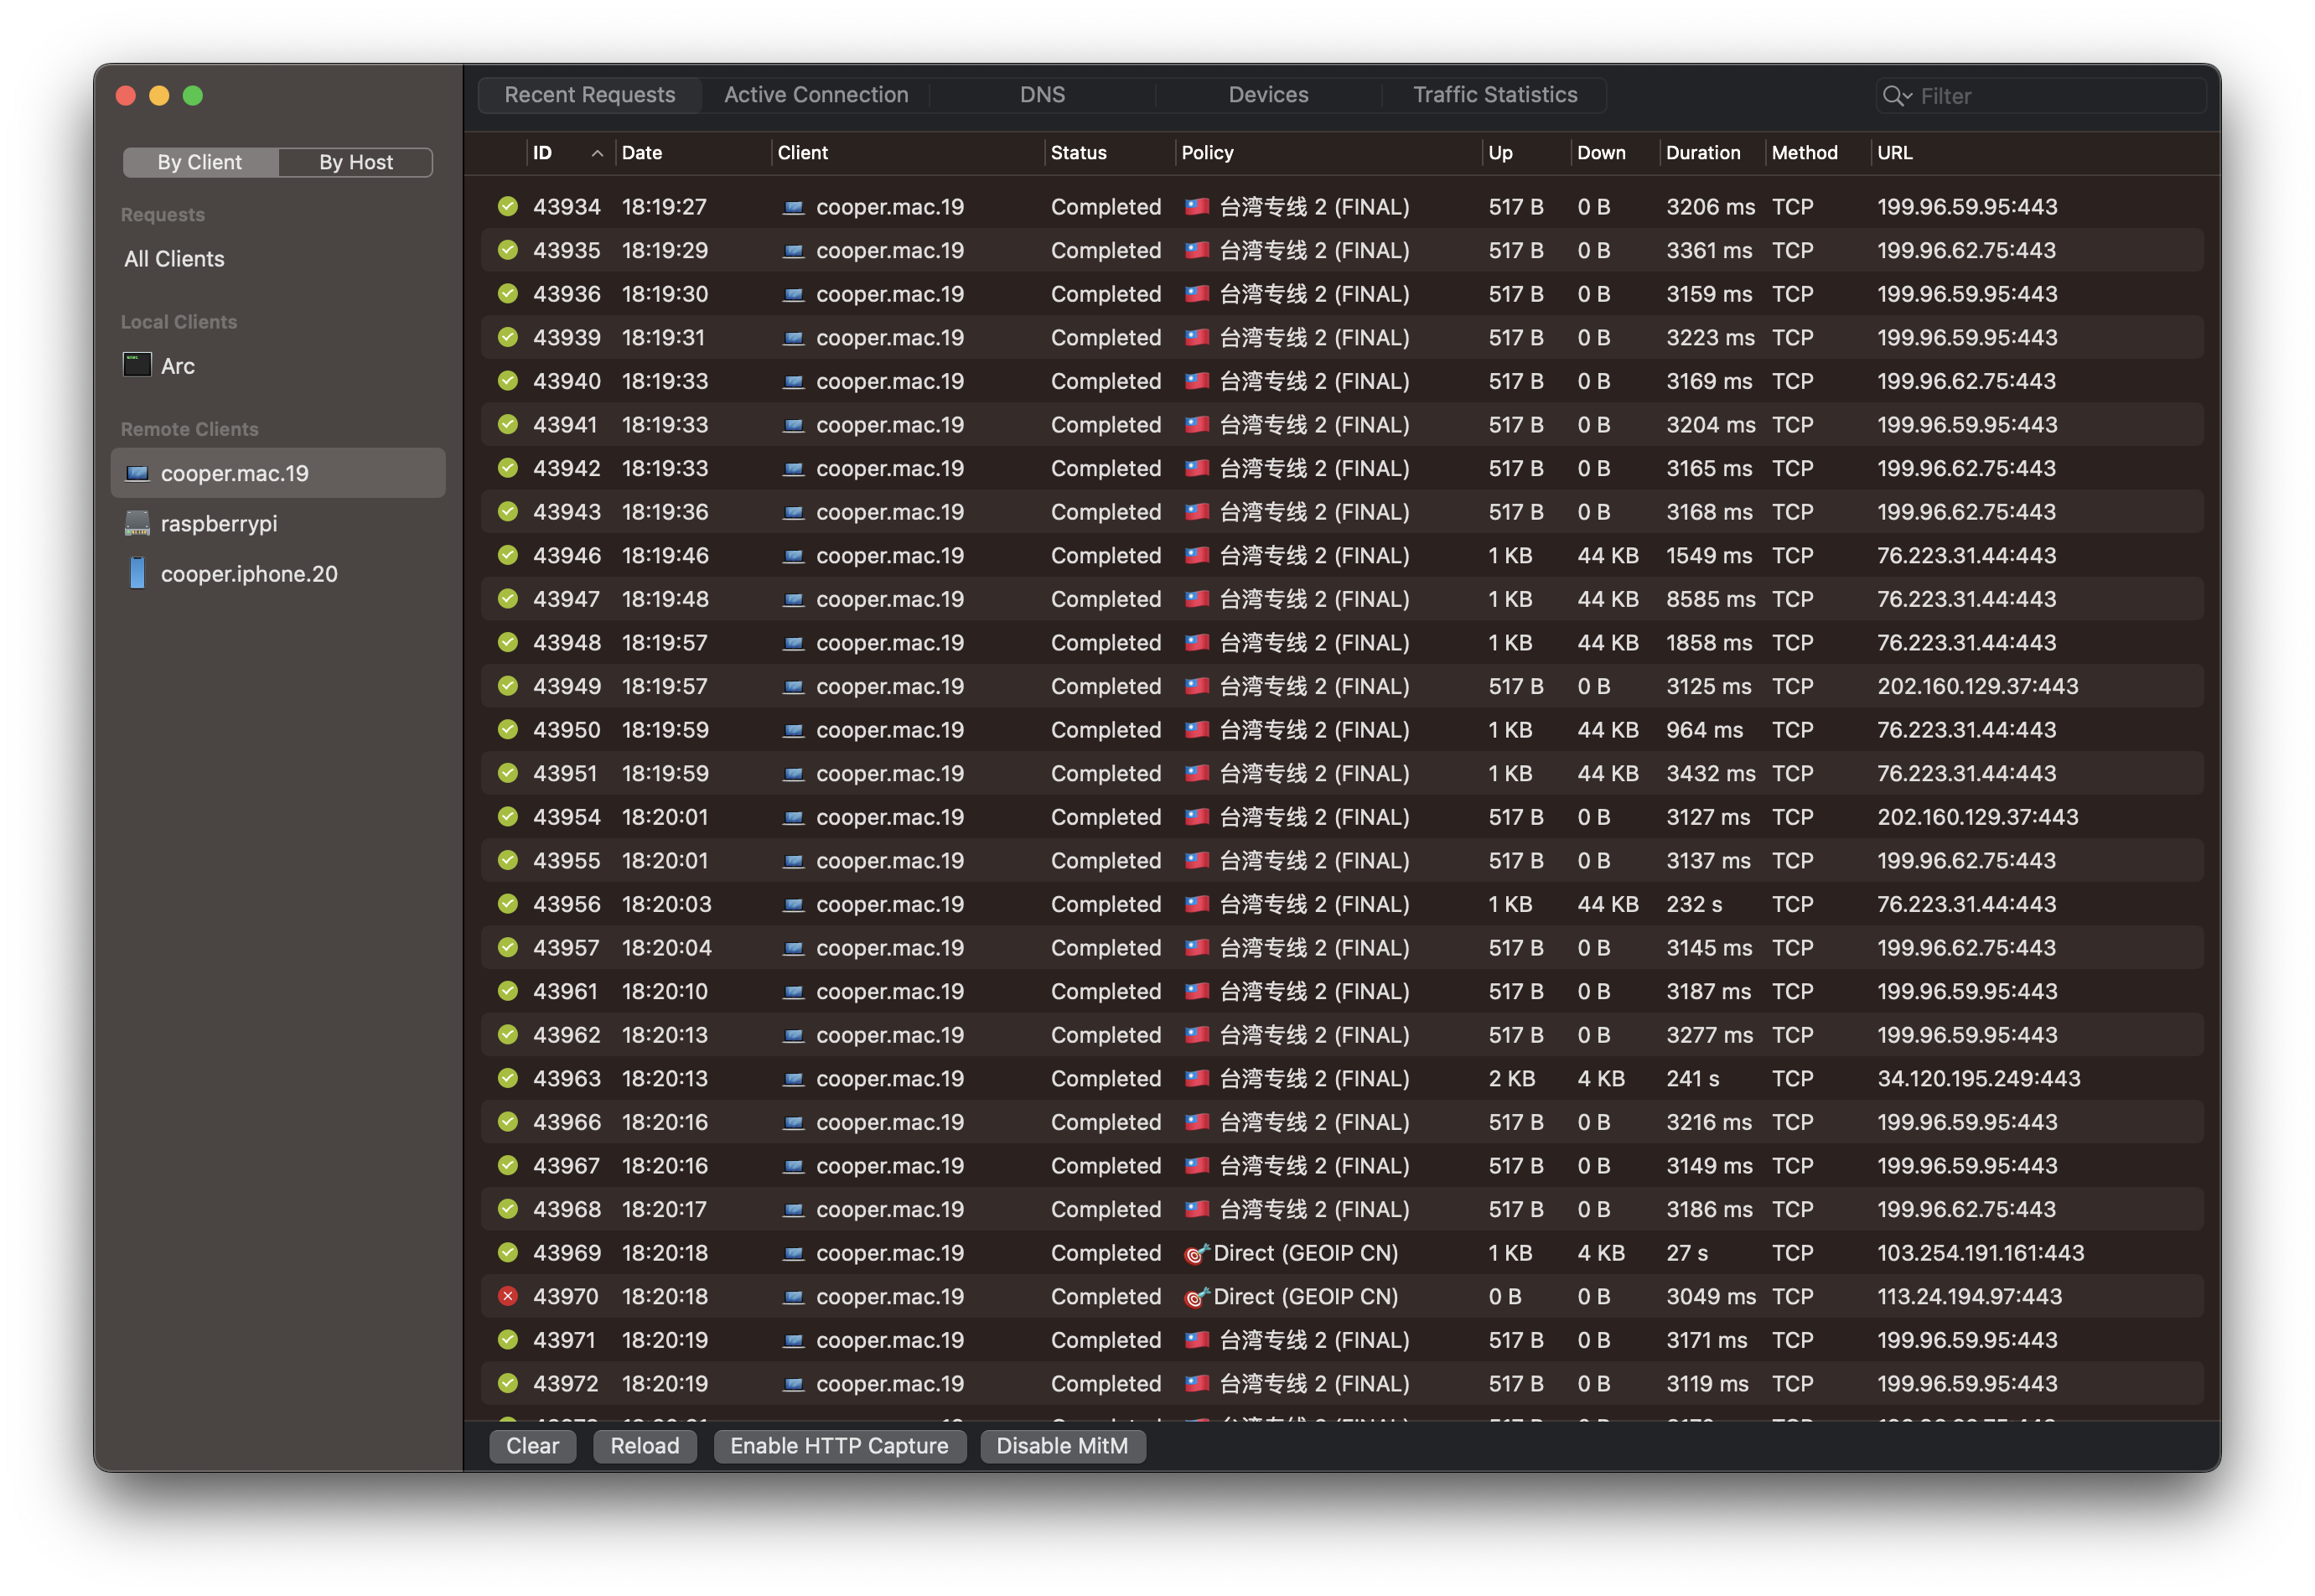 Recent Requests Active Connection DNS Devices Traffic Statistics Filter
By Client By Host
Requests
All Clients
Local Clients
Arc
Remote Clients
cooper.mac.19
raspberrypi
cooper.iphone.20
ID Date Client Status Policy Up Down Duration Method URL
43934 18:19:27 cooper.mac.19 Completed 🇹🇼 台湾专线 2 (FINAL) 517 B 0 B 3206 ms TCP 199.96.59.95:443
43935 18:19:29 cooper.mac.19 Completed 🇹🇼 台湾专线 2 (FINAL) 517 B 0 B 3361 ms TCP 199.96.62.75:443
43936 18:19:30 cooper.mac.19 Completed 🇹🇼 台湾专线 2 (FINAL) 517 B 0 B 3159 ms TCP 199.96.59.95:443
43939 18:19:31 cooper.mac.19 Completed 🇹🇼 台湾专线 2 (FINAL) 517 B 0 B 3223 ms TCP 199.96.59.95:443
43940 18:19:33 cooper.mac.19 Completed 🇹🇼 台湾专线 2 (FINAL) 517 B 0 B 3169 ms TCP 199.96.62.75:443
43941 18:19:33 cooper.mac.19 Completed 🇹🇼 台湾专线 2 (FINAL) 517 B 0 B 3204 ms TCP 199.96.59.95:443
43942 18:19:33 cooper.mac.19 Completed 🇹🇼 台湾专线 2 (FINAL) 517 B 0 B 3165 ms TCP 199.96.62.75:443
43943 18:19:36 cooper.mac.19 Completed 🇹🇼 台湾专线 2 (FINAL) 517 B 0 B 3168 ms TCP 199.96.62.75:443
43946 18:19:46 cooper.mac.19 Completed 🇹🇼 台湾专线 2 (FINAL) 1 KB 44 KB 1549 ms TCP 76.223.31.44:443
43947 18:19:48 cooper.mac.19 Completed 🇹🇼 台湾专线 2 (FINAL) 1 KB 44 KB 8585 ms TCP 76.223.31.44:443
43948 18:19:57 cooper.mac.19 Completed 🇹🇼 台湾专线 2 (FINAL) 1 KB 44 KB 1858 ms TCP 76.223.31.44:443
43949 18:19:57 cooper.mac.19 Completed 🇹🇼 台湾专线 2 (FINAL) 517 B 0 B 3125 ms TCP 202.160.129.37:443
43950 18:19:59 cooper.mac.19 Completed 🇹🇼 台湾专线 2 (FINAL) 1 KB 44 KB 964 ms TCP 76.223.31.44:443
43951 18:19:59 cooper.mac.19 Completed 🇹🇼 台湾专线 2 (FINAL) 1 KB 44 KB 3432 ms TCP 76.223.31.44:443
43954 18:20:01 cooper.mac.19 Completed 🇹🇼 台湾专线 2 (FINAL) 517 B 0 B 3127 ms TCP 202.160.129.37:443
43955 18:20:01 cooper.mac.19 Completed 🇹🇼 台湾专线 2 (FINAL) 517 B 0 B 3137 ms TCP 199.96.62.75:443
43956 18:20:03 cooper.mac.19 Completed 🇹🇼 台湾专线 2 (FINAL) 1 KB 44 KB 232 s TCP 76.223.31.44:443
43957 18:20:04 cooper.mac.19 Completed 🇹🇼 台湾专线 2 (FINAL) 517 B 0 B 3145 ms TCP 199.96.62.75:443
43961 18:20:10 cooper.mac.19 Completed 🇹🇼 台湾专线 2 (FINAL) 517 B 0 B 3187 ms TCP 199.96.59.95:443
43962 18:20:13 cooper.mac.19 Completed 🇹🇼 台湾专线 2 (FINAL) 517 B 0 B 3277 ms TCP 199.96.59.95:443
43963 18:20:13 cooper.mac.19 Completed 🇹🇼 台湾专线 2 (FINAL) 2 KB 4 KB 241 s TCP 34.120.195.249:443
43966 18:20:16 cooper.mac.19 Completed 🇹🇼 台湾专线 2 (FINAL) 517 B 0 B 3216 ms TCP 199.96.59.95:443
43967 18:20:16 cooper.mac.19 Completed 🇹🇼 台湾专线 2 (FINAL) 517 B 0 B 3149 ms TCP 199.96.59.95:443
43968 18:20:17 cooper.mac.19 Completed 🇹🇼 台湾专线 2 (FINAL) 517 B 0 B 3186 ms TCP 199.96.62.75:443
43969 18:20:18 cooper.mac.19 Completed 🎯Direct (GEOIP CN) 1 KB 4 KB 27 s TCP 103.254.191.161:443
43970 18:20:18 cooper.mac.19 Completed 🎯Direct (GEOIP CN) 0 B 0 B 3049 ms TCP 113.24.194.97:443
43971 18:20:19 cooper.mac.19 Completed 🇹🇼 台湾专线 2 (FINAL) 517 B 0 B 3171 ms TCP 199.96.59.95:443
43972 18:20:19 cooper.mac.19 Completed 🇹🇼 台湾专线 2 (FINAL) 517 B 0 B 3119 ms TCP 199.96.59.95:443
Clear Reload Enable HTTP Capture Disable MitM